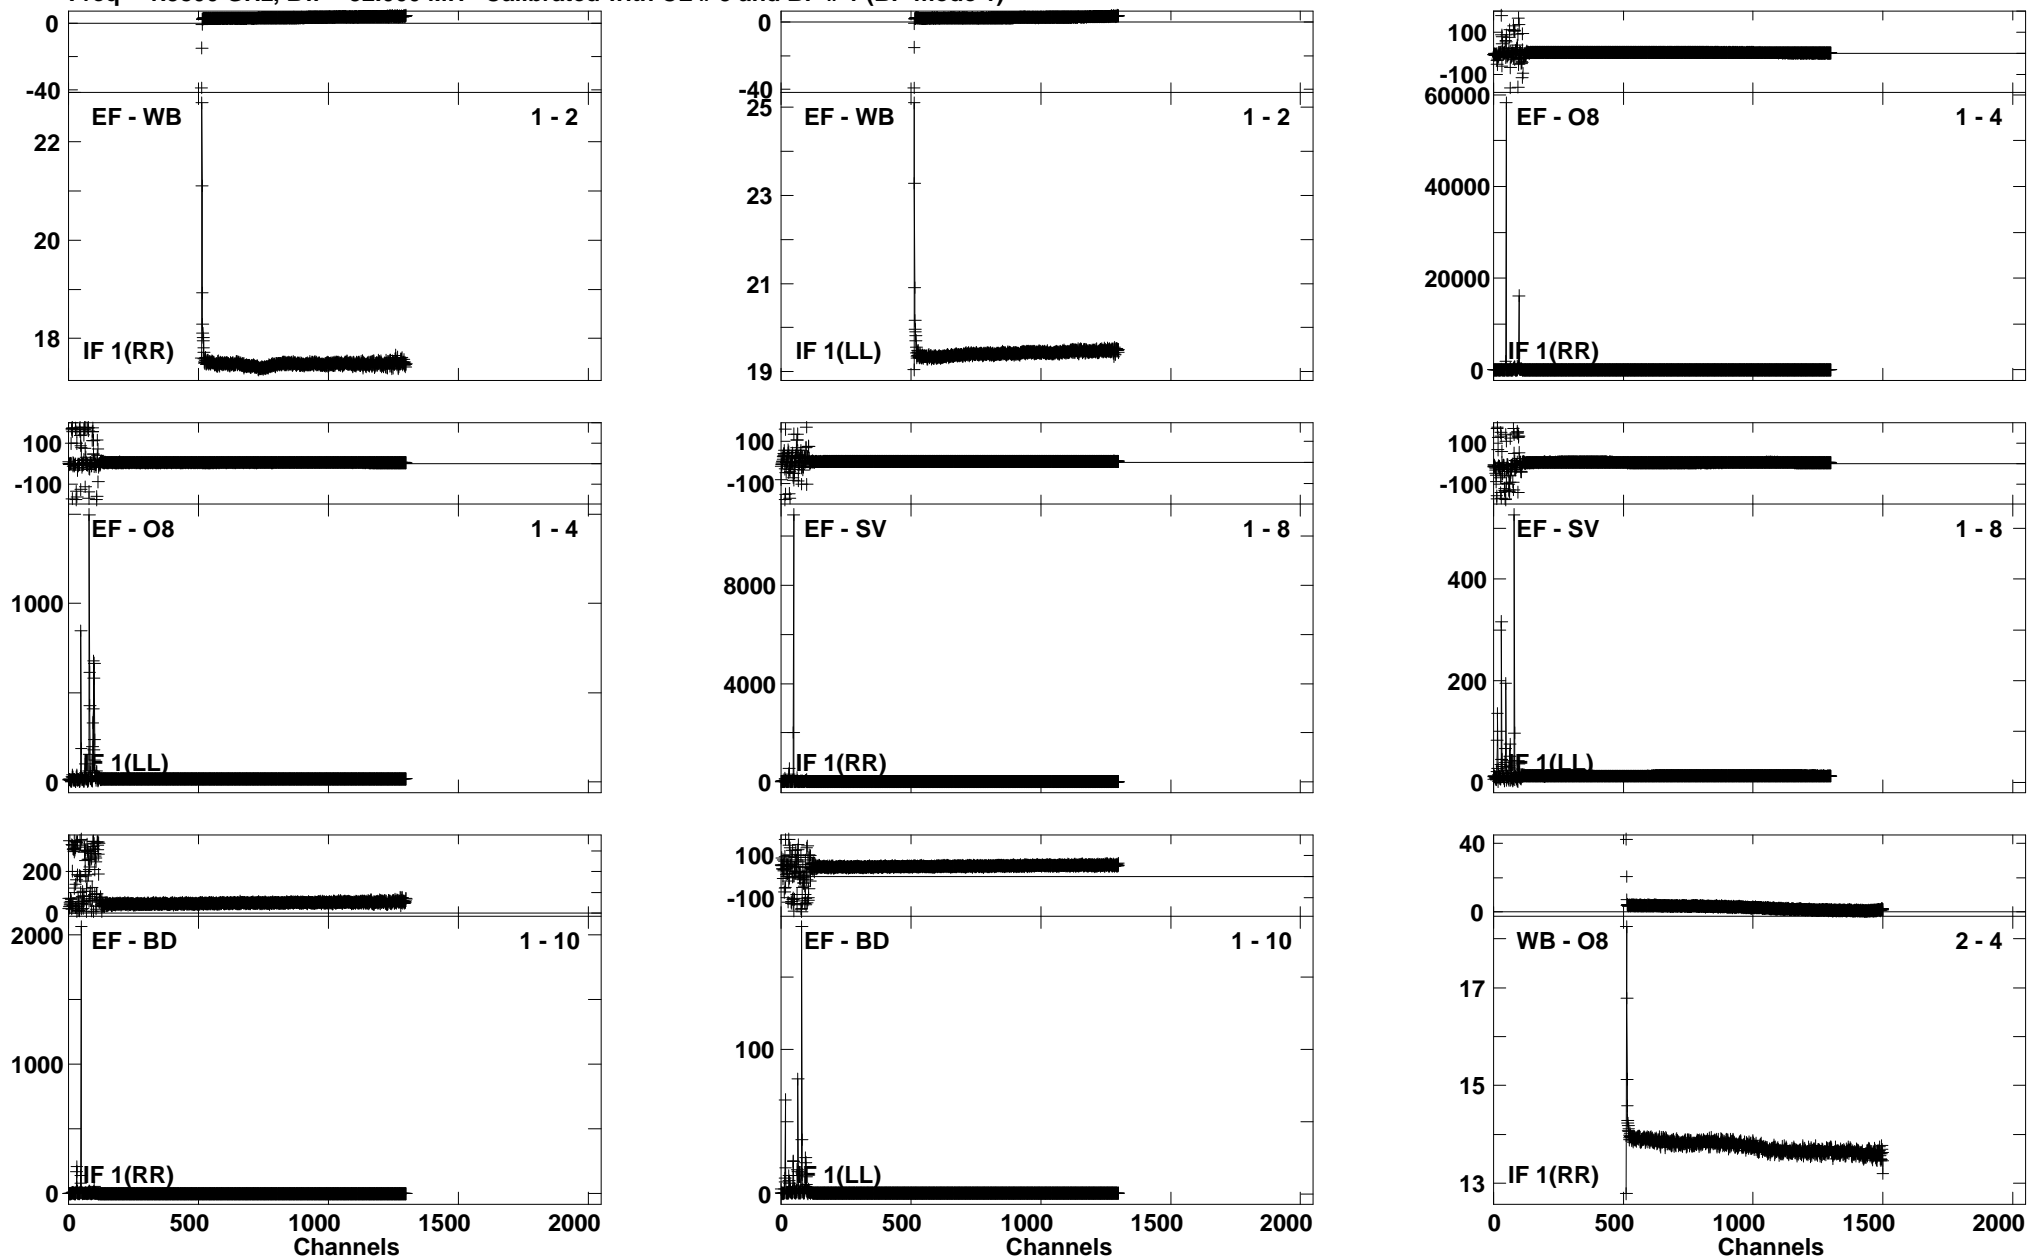 0
-40
EF - WB
1 - 2
22
20
18
IF 1(RR)
0
-40
25
EF - WB
1 - 2
23
21
19
IF 1(LL)
100
-100
60000
EF - O8
1 - 4
40000
20000
0
IF 1(RR)
100
-100
EF - O8
1 - 4
1000
0
IF 1(LL)
100
-100
EF - SV
1 - 8
8000
4000
0
IF 1(RR)
100
-100
EF - SV
1 - 8
400
200
0
IF 1(LL)
200
0
2000
EF - BD
1 - 10
1000
0
IF 1(RR)
0 500 1000 1500 2000
Channels
100
-100
EF - BD
1 - 10
100
0
IF 1(LL)
0 500 1000 1500 2000
Channels
40
0
WB - O8
2 - 4
17
15
13
IF 1(RR)
0 500 1000 1500 2000
Channels